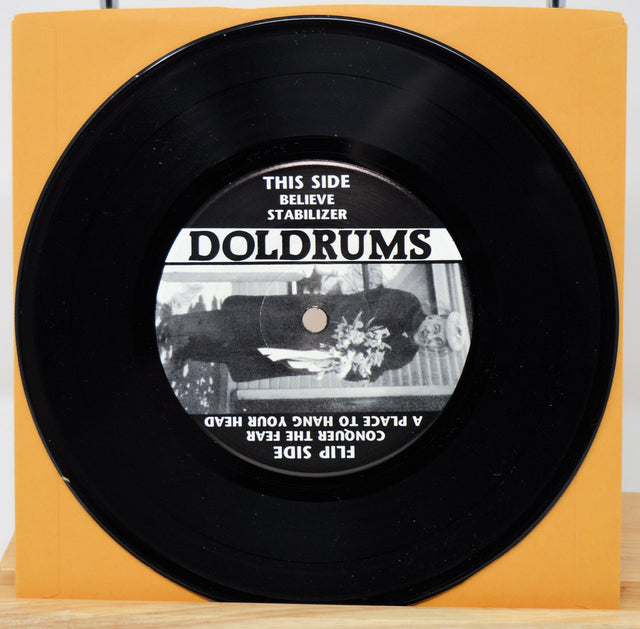 THIS SIDE
BELIEVE
STABILIZER
DOLDRUMS
FLIP SIDE
CONQUER THE FEAR
A PLACE TO HANG YOUR HEAD